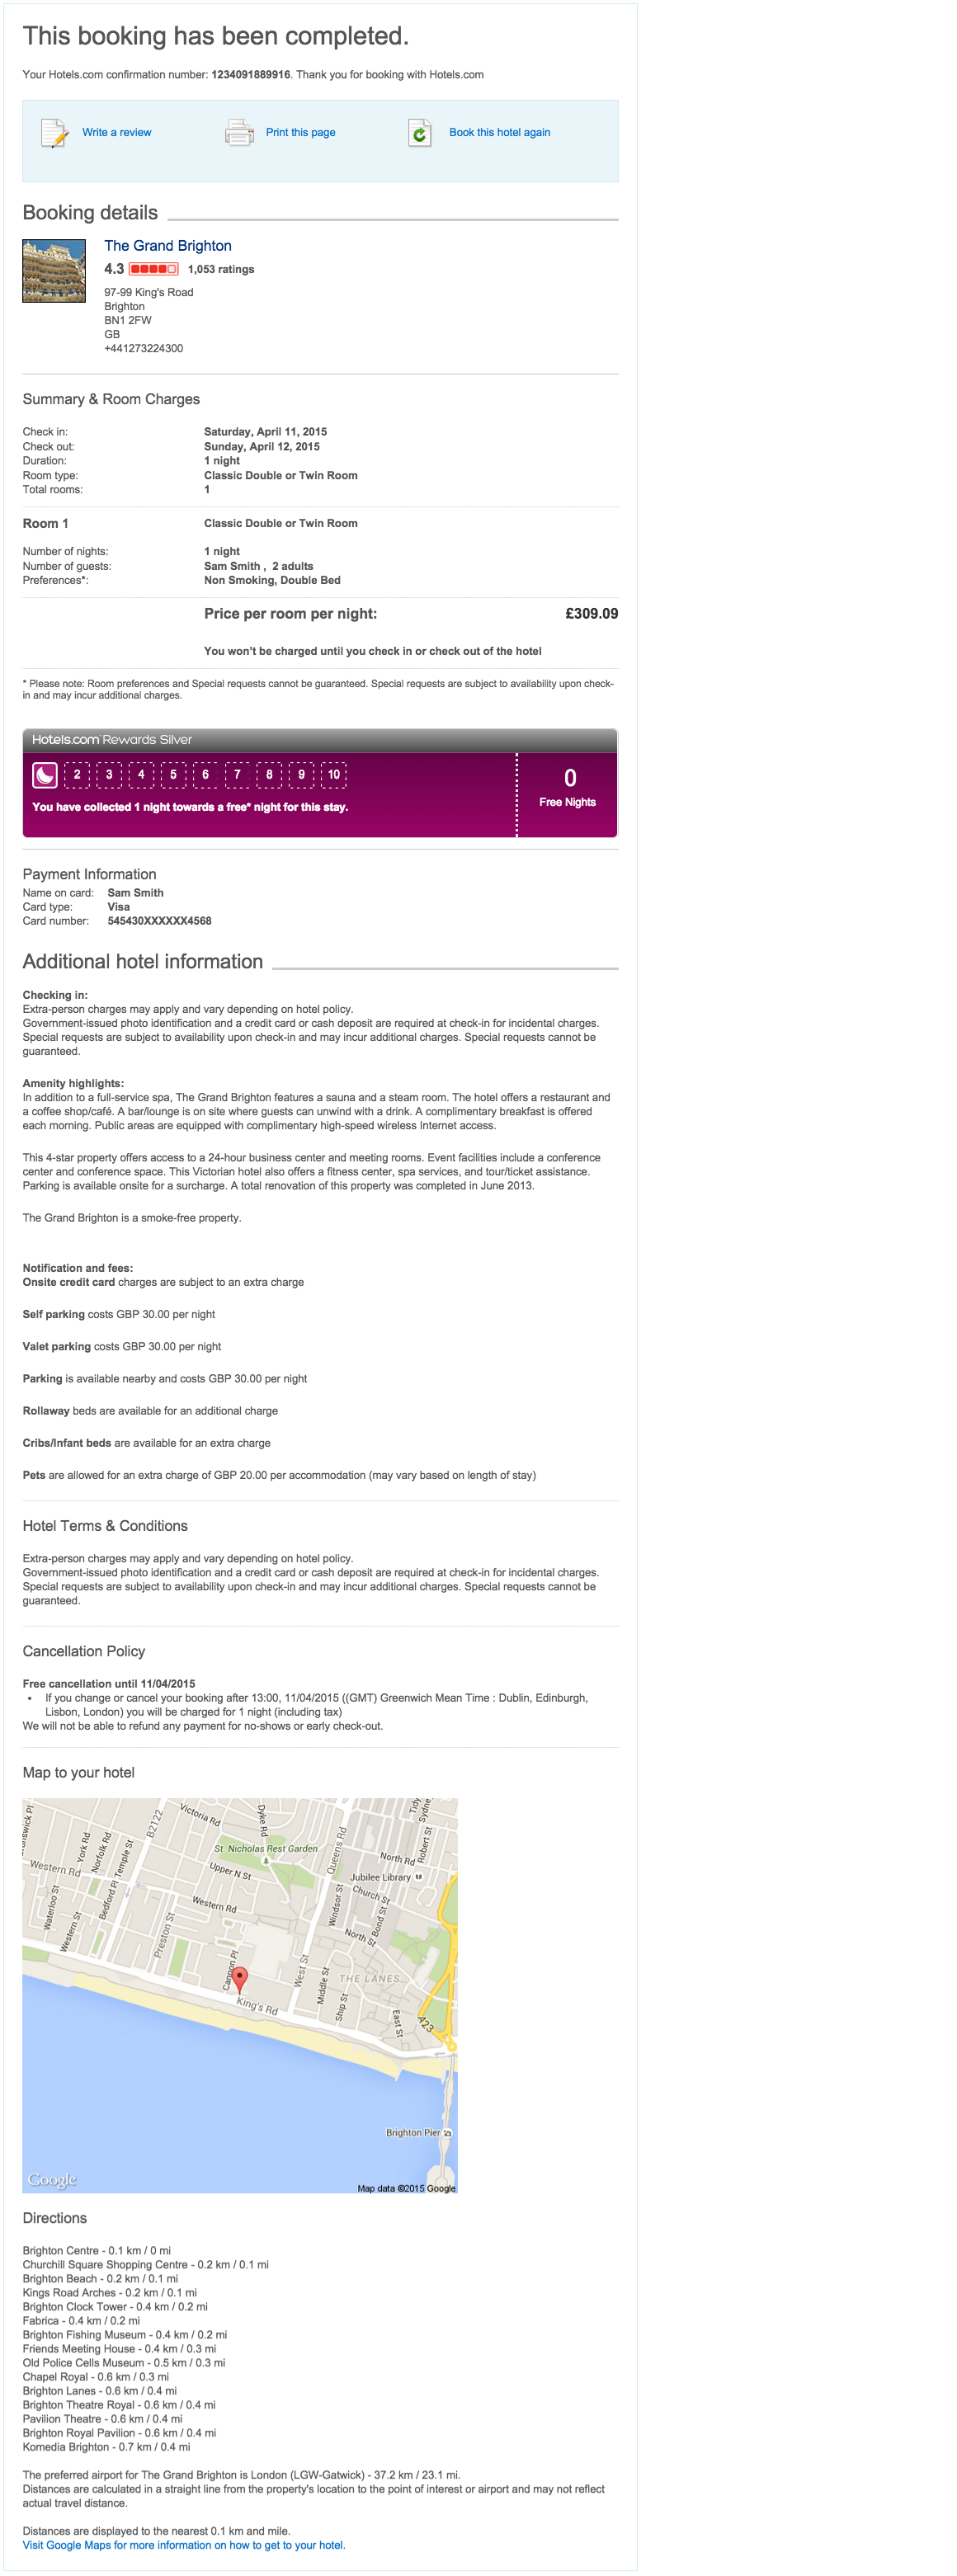 This booking has been completed.
Your Hotels.com confirmation number: 1234091889916. Thank you for booking with Hotels.com
Write a review
Print this page
Book this hotel again
Booking details
The Grand Brighton
4.3 1,053 ratings
97-99 King's Road
Brighton
BN1 2FW
GB
+441273224300
Summary & Room Charges
Check in: Saturday, April 11, 2015
Check out: Sunday, April 12, 2015
Duration: 1 night
Room type: Classic Double or Twin Room
Total rooms: 1
Room 1 Classic Double or Twin Room
Number of nights: 1 night
Number of guests: Sam Smith , 2 adults
Preferences*: Non Smoking, Double Bed
Price per room per night: £309.09
You won't be charged until you check in or check out of the hotel
* Please note: Room preferences and Special requests cannot be guaranteed. Special requests are subject to availability upon check-
in and may incur additional charges.
Hotels.com Rewards Silver
2 3 4 5 6 7 8 9 10
You have collected 1 night towards a free* night for this stay.
0
Free Nights
Payment Information
Name on card: Sam Smith
Card type: Visa
Card number: 545430XXXXXX4568
Additional hotel information
Checking in:
Extra-person charges may apply and vary depending on hotel policy.
Government-issued photo identification and a credit card or cash deposit are required at check-in for incidental charges.
Special requests are subject to availability upon check-in and may incur additional charges. Special requests cannot be
guaranteed.
Amenity highlights:
In addition to a full-service spa, The Grand Brighton features a sauna and a steam room. The hotel offers a restaurant and
a coffee shop/café. A bar/lounge is on site where guests can unwind with a drink. A complimentary breakfast is offered
each morning. Public areas are equipped with complimentary high-speed wireless Internet access.
This 4-star property offers access to a 24-hour business center and meeting rooms. Event facilities include a conference
center and conference space. This Victorian hotel also offers a fitness center, spa services, and tour/ticket assistance.
Parking is available onsite for a surcharge. A total renovation of this property was completed in June 2013.
The Grand Brighton is a smoke-free property.
Notification and fees:
Onsite credit card charges are subject to an extra charge
Self parking costs GBP 30.00 per night
Valet parking costs GBP 30.00 per night
Parking is available nearby and costs GBP 30.00 per night
Rollaway beds are available for an additional charge
Cribs/Infant beds are available for an extra charge
Pets are allowed for an extra charge of GBP 20.00 per accommodation (may vary based on length of stay)
Hotel Terms & Conditions
Extra-person charges may apply and vary depending on hotel policy.
Government-issued photo identification and a credit card or cash deposit are required at check-in for incidental charges.
Special requests are subject to availability upon check-in and may incur additional charges. Special requests cannot be
guaranteed.
Cancellation Policy
Free cancellation until 11/04/2015
• If you change or cancel your booking after 13:00, 11/04/2015 ((GMT) Greenwich Mean Time : Dublin, Edinburgh,
Lisbon, London) you will be charged for 1 night (including tax)
We will not be able to refund any payment for no-shows or early check-out.
Map to your hotel
Victoria Rd
Dyke Rd
B2122
Queens Rd
St. Nicholas Rest Garden
Robert St
York Rd
Norfolk Rd
Temple St
Bedford Pl
Western Rd
Upper N St
North Rd
Jubilee Library
Church St
Windsor St
Bond St
Waterloo St
Western St
Western Rd
Preston St
North St
Cannon Pl
West St
Middle St
THE LANES
King's Rd
Ship St
East St
A23
Brighton Pier
Google
Map data ©2015 Google
Directions
Brighton Centre - 0.1 km / 0 mi
Churchill Square Shopping Centre - 0.2 km / 0.1 mi
Brighton Beach - 0.2 km / 0.1 mi
Kings Road Arches - 0.2 km / 0.1 mi
Brighton Clock Tower - 0.4 km / 0.2 mi
Fabrica - 0.4 km / 0.2 mi
Brighton Fishing Museum - 0.4 km / 0.2 mi
Friends Meeting House - 0.4 km / 0.3 mi
Old Police Cells Museum - 0.5 km / 0.3 mi
Chapel Royal - 0.6 km / 0.3 mi
Brighton Lanes - 0.6 km / 0.4 mi
Brighton Theatre Royal - 0.6 km / 0.4 mi
Pavilion Theatre - 0.6 km / 0.4 mi
Brighton Royal Pavilion - 0.6 km / 0.4 mi
Komedia Brighton - 0.7 km / 0.4 mi
The preferred airport for The Grand Brighton is London (LGW-Gatwick) - 37.2 km / 23.1 mi.
Distances are calculated in a straight line from the property's location to the point of interest or airport and may not reflect
actual travel distance.
Distances are displayed to the nearest 0.1 km and mile.
Visit Google Maps for more information on how to get to your hotel.